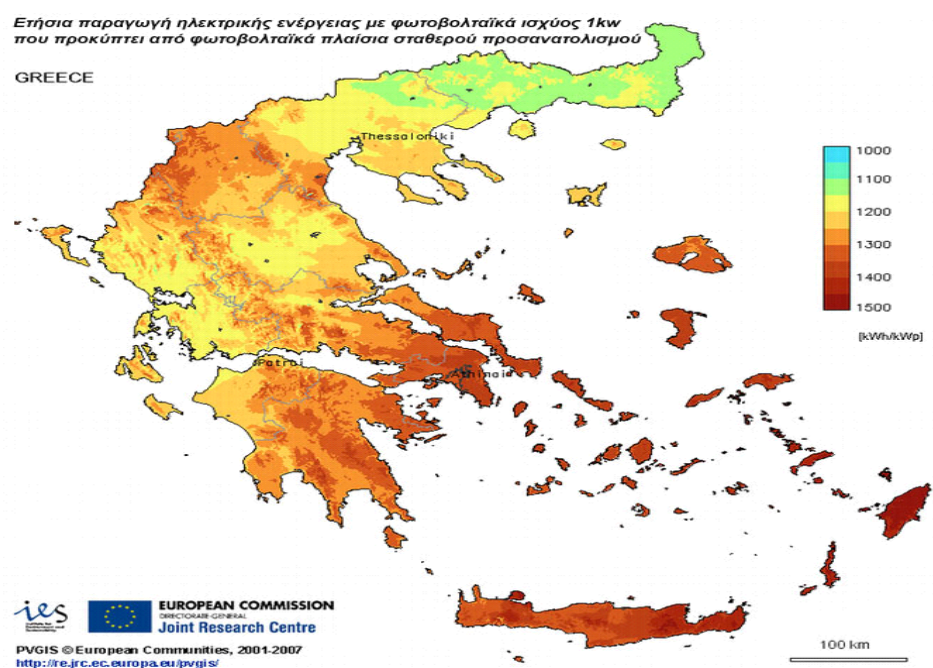 Ετήσια παραγωγή ηλεκτρικής ενέργειας με φωτοβολταϊκά ισχύος 1kw
που προκύπτει από φωτοβολταϊκά πλαίσια σταθερού προσανατολισμού
GREECE
Thessaloniki
1000
1100
1200
1300
1400
1500
[kWh/kWp]
Patrai
Athinai
ies
EUROPEAN COMMISSION
DIRECTORATE-GENERAL
Joint Research Centre
100 km
PVGIS © European Communities, 2001-2007
http://re.jrc.ec.europa.eu/pvgis/